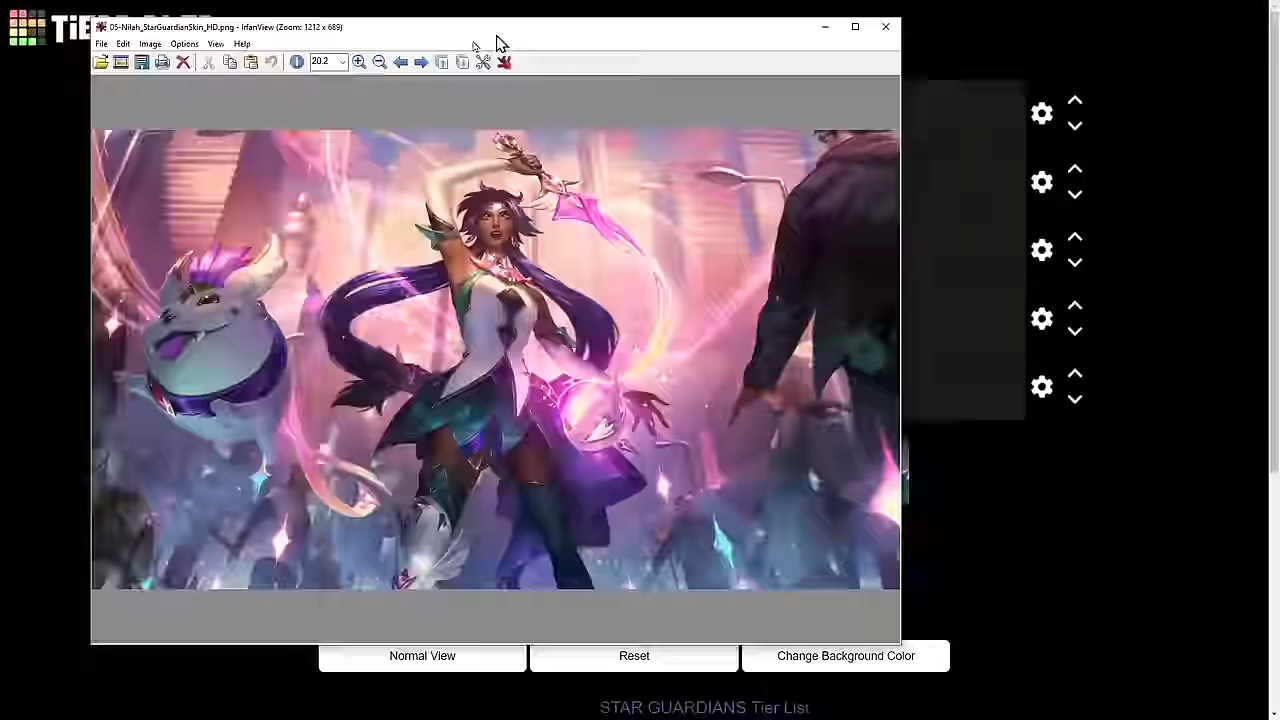 05-Nilah_StarGuardianSkin_HD.png - IrfanView (Zoom: 1212 x 689)
File Edit Image Options View Help
20.2
Normal View Reset Change Background Color
STAR GUARDIANS Tier List